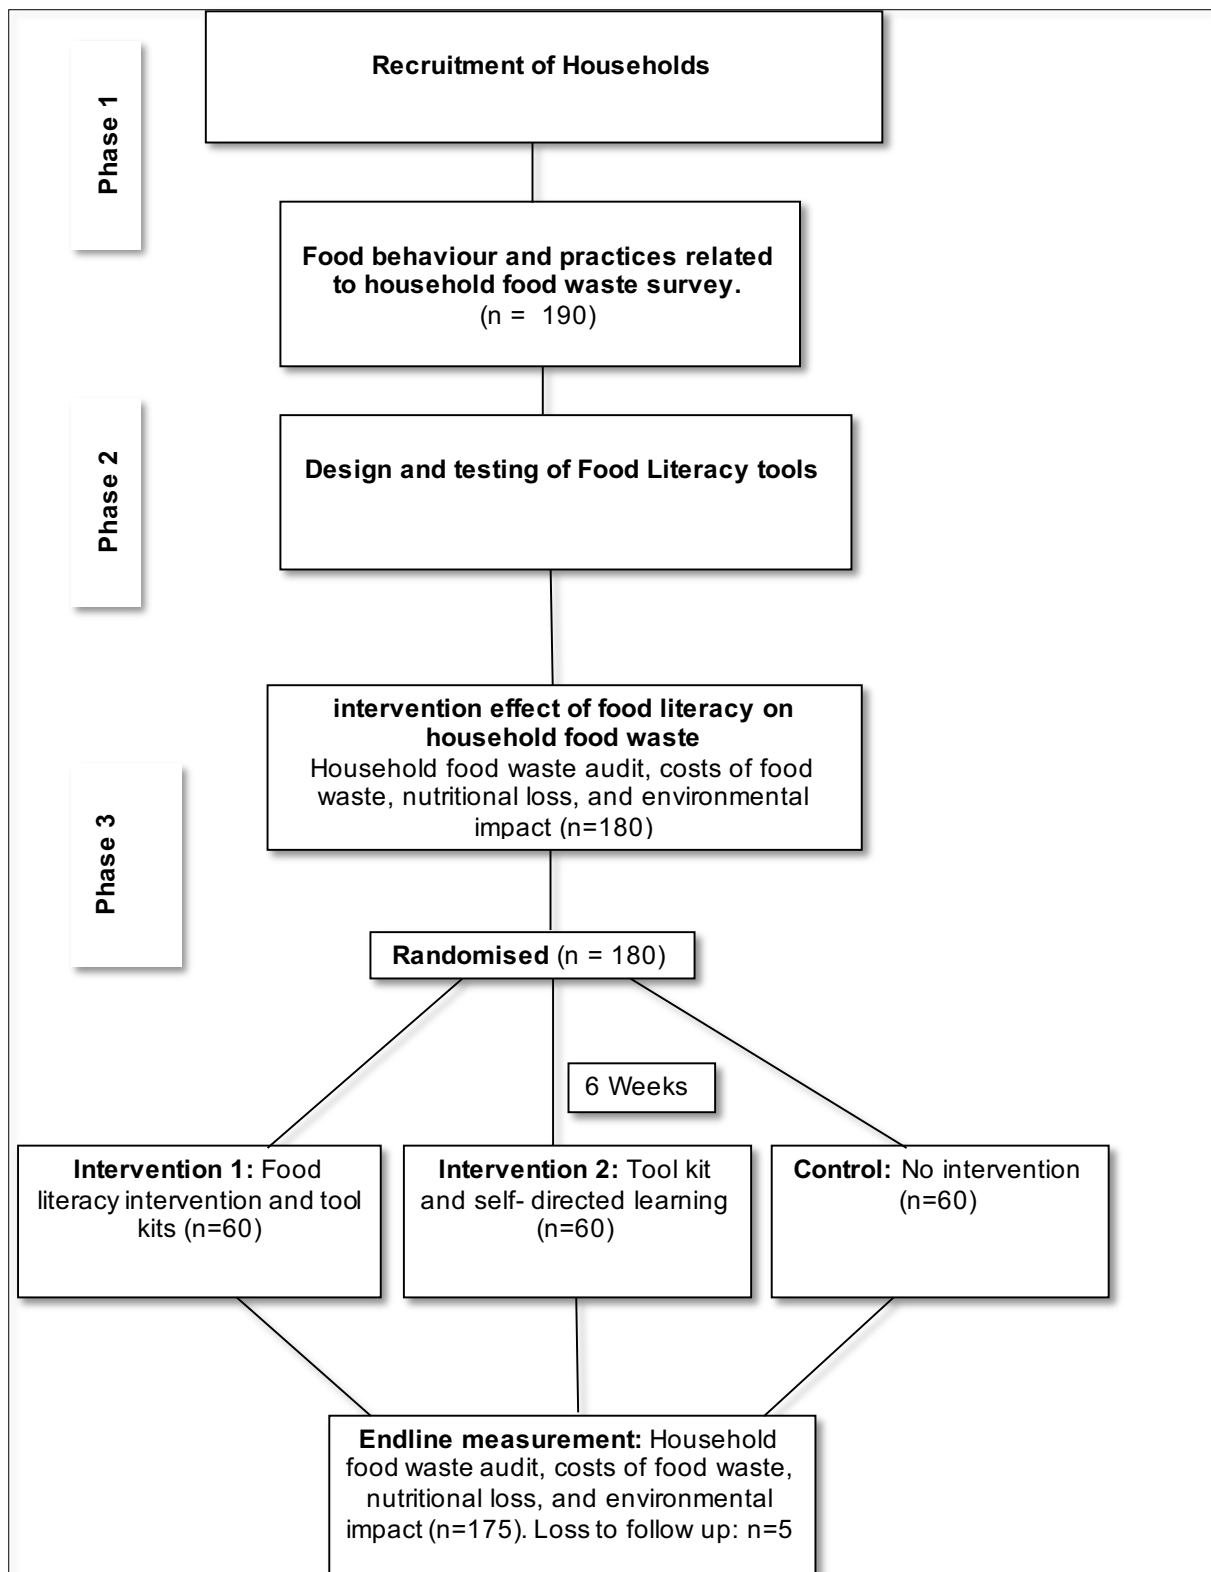 Phase 1
Recruitment of Households
Food behaviour and practices related
to household food waste survey.
(n = 190)
Phase 2
Design and testing of Food Literacy tools
Phase 3
intervention effect of food literacy on
household food waste
Household food waste audit, costs of food
waste, nutritional loss, and environmental
impact (n=180)
Randomised (n = 180)
6 Weeks
Intervention 1: Food
literacy intervention and tool
kits (n=60)
Intervention 2: Tool kit
and self- directed learning
(n=60)
Control: No intervention
(n=60)
Endline measurement: Household
food waste audit, costs of food waste,
nutritional loss, and environmental
impact (n=175). Loss to follow up: n=5